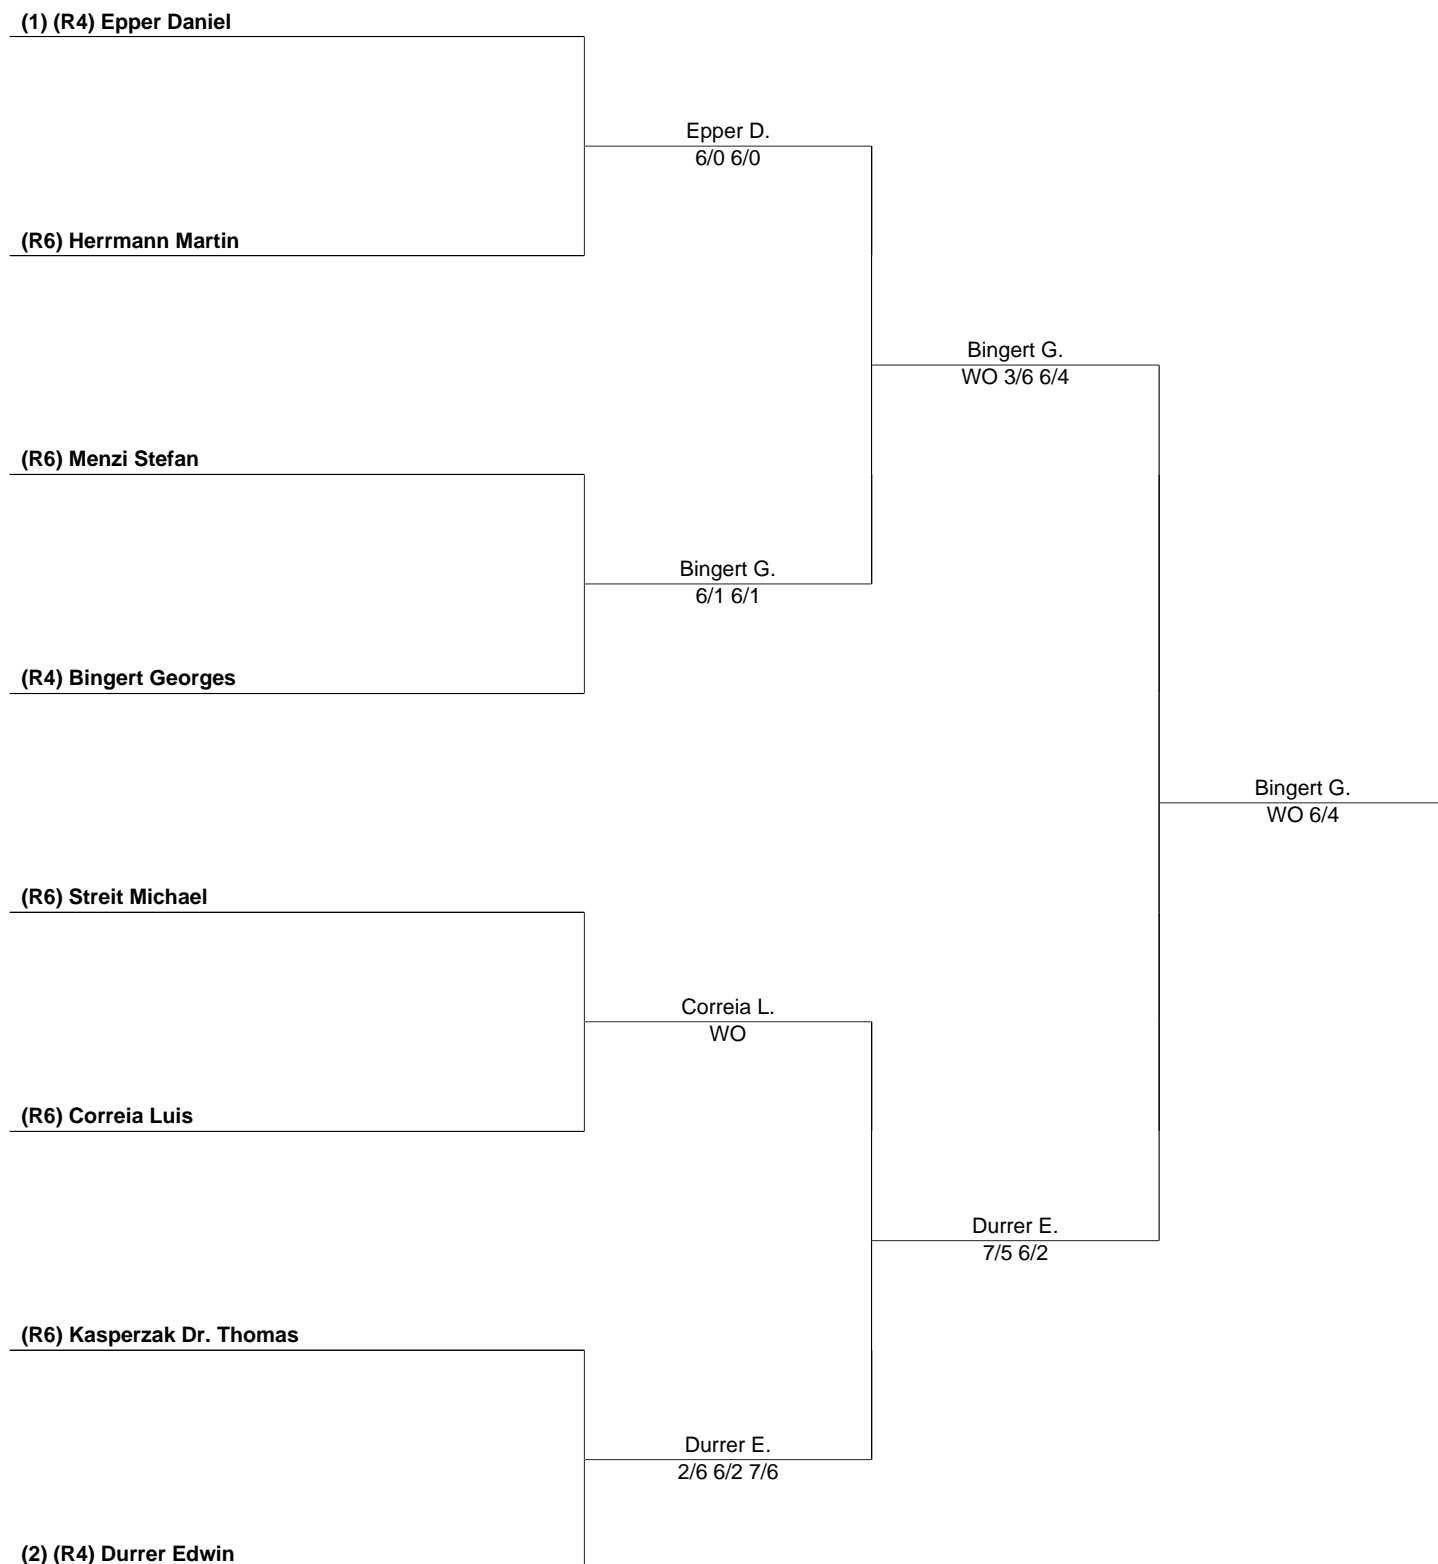 (1) (R4) Epper Daniel
Epper D.
6/0 6/0
(R6) Herrmann Martin
Bingert G.
WO 3/6 6/4
(R6) Menzi Stefan
Bingert G.
6/1 6/1
(R4) Bingert Georges
Bingert G.
WO 6/4
(R6) Streit Michael
Correia L.
WO
(R6) Correia Luis
Durrer E.
7/5 6/2
(R6) Kasperzak Dr. Thomas
Durrer E.
2/6 6/2 7/6
(2) (R4) Durrer Edwin